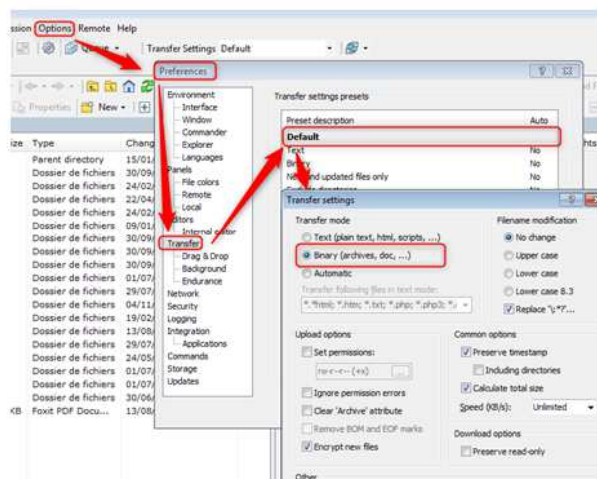 ssion Options Remote Help
Queue
Transfer Settings Default
Properties New
ize Type Chang
Parent directory 15/01/
Dossier de fichiers 30/09/
Dossier de fichiers 24/02/
Dossier de fichiers 22/04/
Dossier de fichiers 24/02/
Dossier de fichiers 09/01/
Dossier de fichiers 30/09/
Dossier de fichiers 30/09/
Dossier de fichiers 30/09/
Dossier de fichiers 01/07/
Dossier de fichiers 29/07/
Dossier de fichiers 04/11/
Dossier de fichiers 19/02/
Dossier de fichiers 13/08/
Dossier de fichiers 29/07/
Dossier de fichiers 24/05/
Dossier de fichiers 01/07/
Dossier de fichiers 01/07/
Dossier de fichiers 30/06/
KB Foxit PDF Docu... 13/08/
Preferences
Environment
Interface
Window
Commander
Explorer
Languages
Panels
File colors
Remote
Local
Editors
Internal editor
Transfer
Drag & Drop
Background
Endurance
Network
Security
Logging
Integration
Applications
Commands
Storage
Updates
Transfer settings presets
Preset description Auto
Default
Text No
Binary No
New and updated files only No
Exclude directories No
Transfer settings
Transfer mode
Text (plain text, html, scripts, ...)
Binary (archives, doc, ...)
Automatic
Transfer following files in text mode:
*.*html; *.htm; *.txt; *.php; *.php3; *.
Filename modification
No change
Upper case
Lower case
Lower case 8.3
Replace '\:*?'...
Upload options
Set permissions:
Ignore permission errors
Clear 'Archive' attribute
Remove BOM and EOF marks
Encrypt new files
Common options
Preserve timestamp
Including directories
Calculate total size
Speed (KB/s): Unlimited
Download options
Preserve read-only
Other